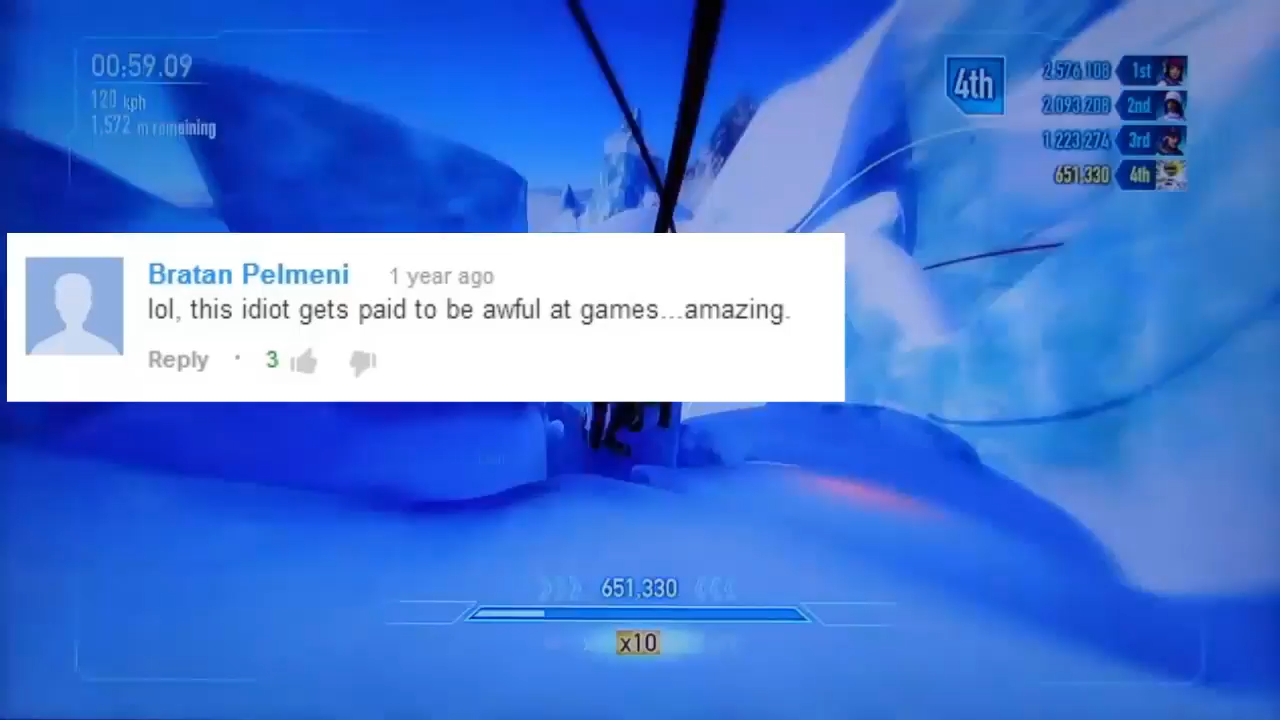 00:59.09
120 kph
1,572 m remaining
4th
2,576,108 1st
2,093,208 2nd
1,223,274 3rd
651,330 4th
Bratan Pelmeni 1 year ago
lol, this idiot gets paid to be awful at games...amazing.
Reply · 3
651,330
x10